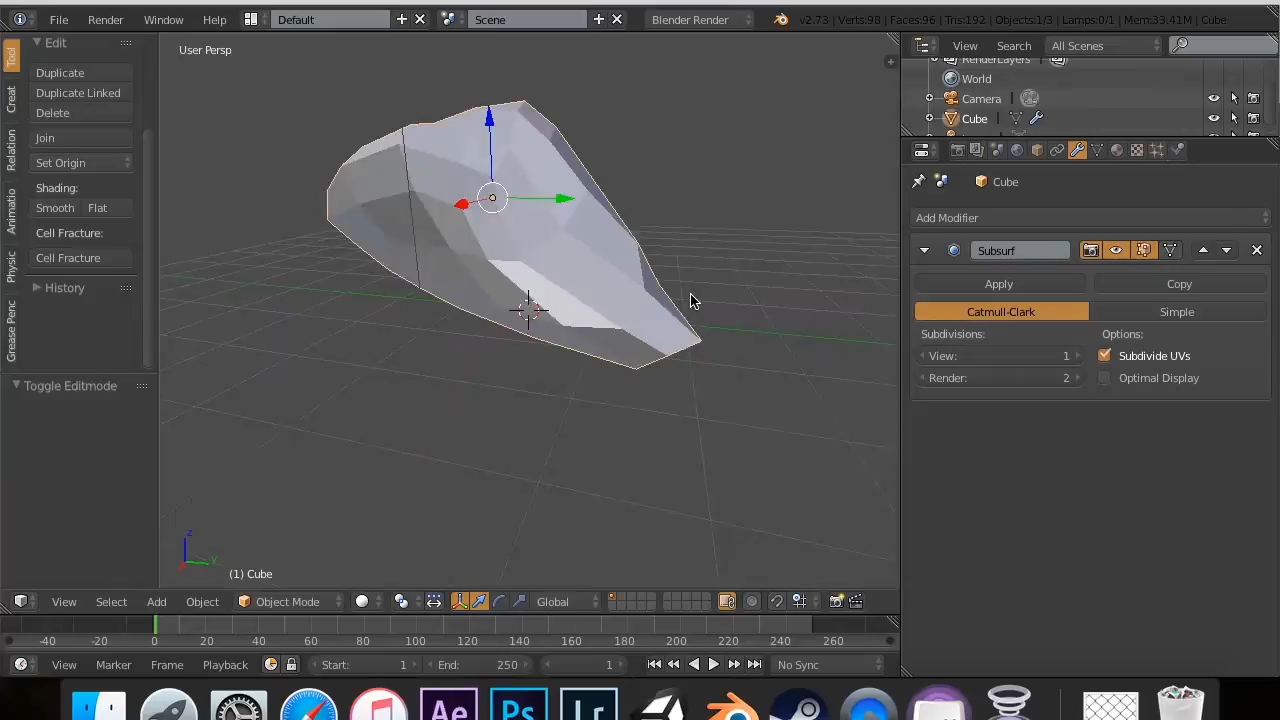 File Render Window Help Default Scene Blender Render v2.73 | Verts:98 | Faces:96 | Tris:192 | Objects:1/3 | Lamps:0/1 | Mem:33.41M | Cube
Tool
Creat
Relation
Animatio
Physic
Grease Penc
Edit
Duplicate
Duplicate Linked
Delete
Join
Set Origin
Shading:
Smooth Flat
Cell Fracture:
Cell Fracture
History
Toggle Editmode
User Persp
z
y
(1) Cube
View Search All Scenes
RenderLayers
World
Camera
Cube
Cube
Add Modifier
Subsurf
Apply Copy
Catmull-Clark Simple
Subdivisions: Options:
View: 1 Subdivide UVs
Render: 2 Optimal Display
View Select Add Object Object Mode Global
-40 -20 0 20 40 60 80 100 120 140 160 180 200 220 240 260
View Marker Frame Playback Start: 1 End: 250 1 No Sync
Ae Ps Lr